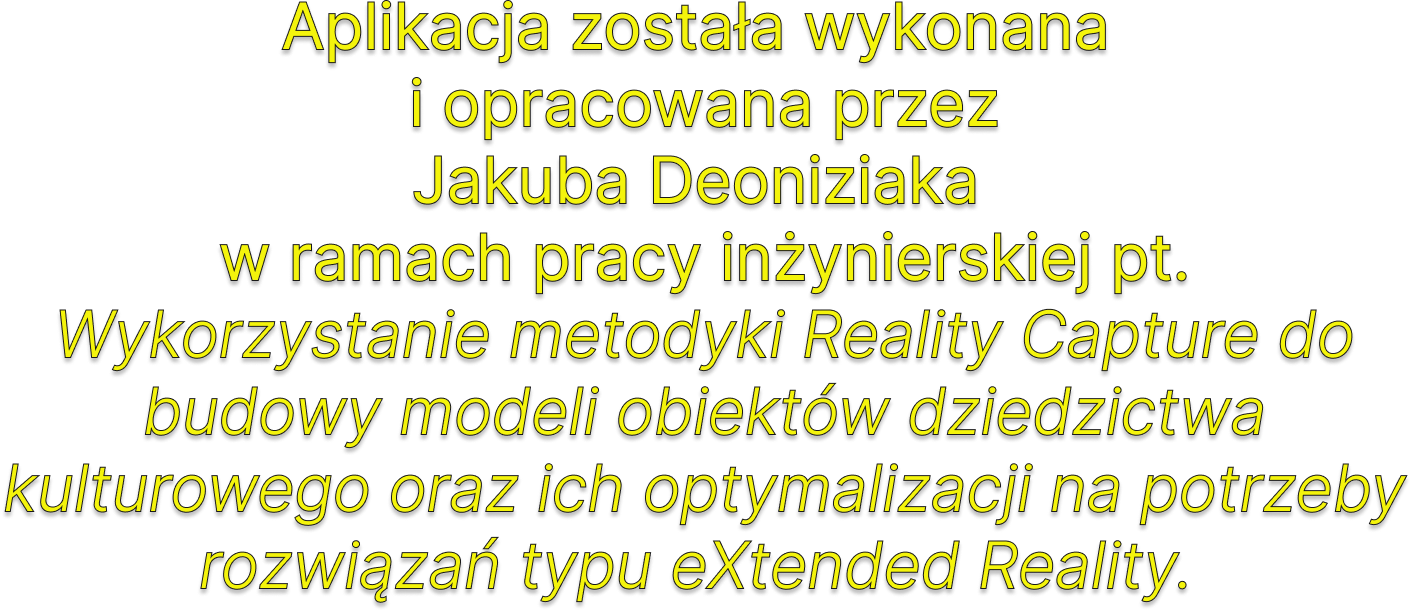 Aplikacja została wykonana
i opracowana przez
Jakuba Deoniziaka
w ramach pracy inżynierskiej pt.
Wykorzystanie metodyki Reality Capture do
budowy modeli obiektów dziedzictwa
kulturowego oraz ich optymalizacji na potrzeby
rozwiązań typu eXtended Reality.